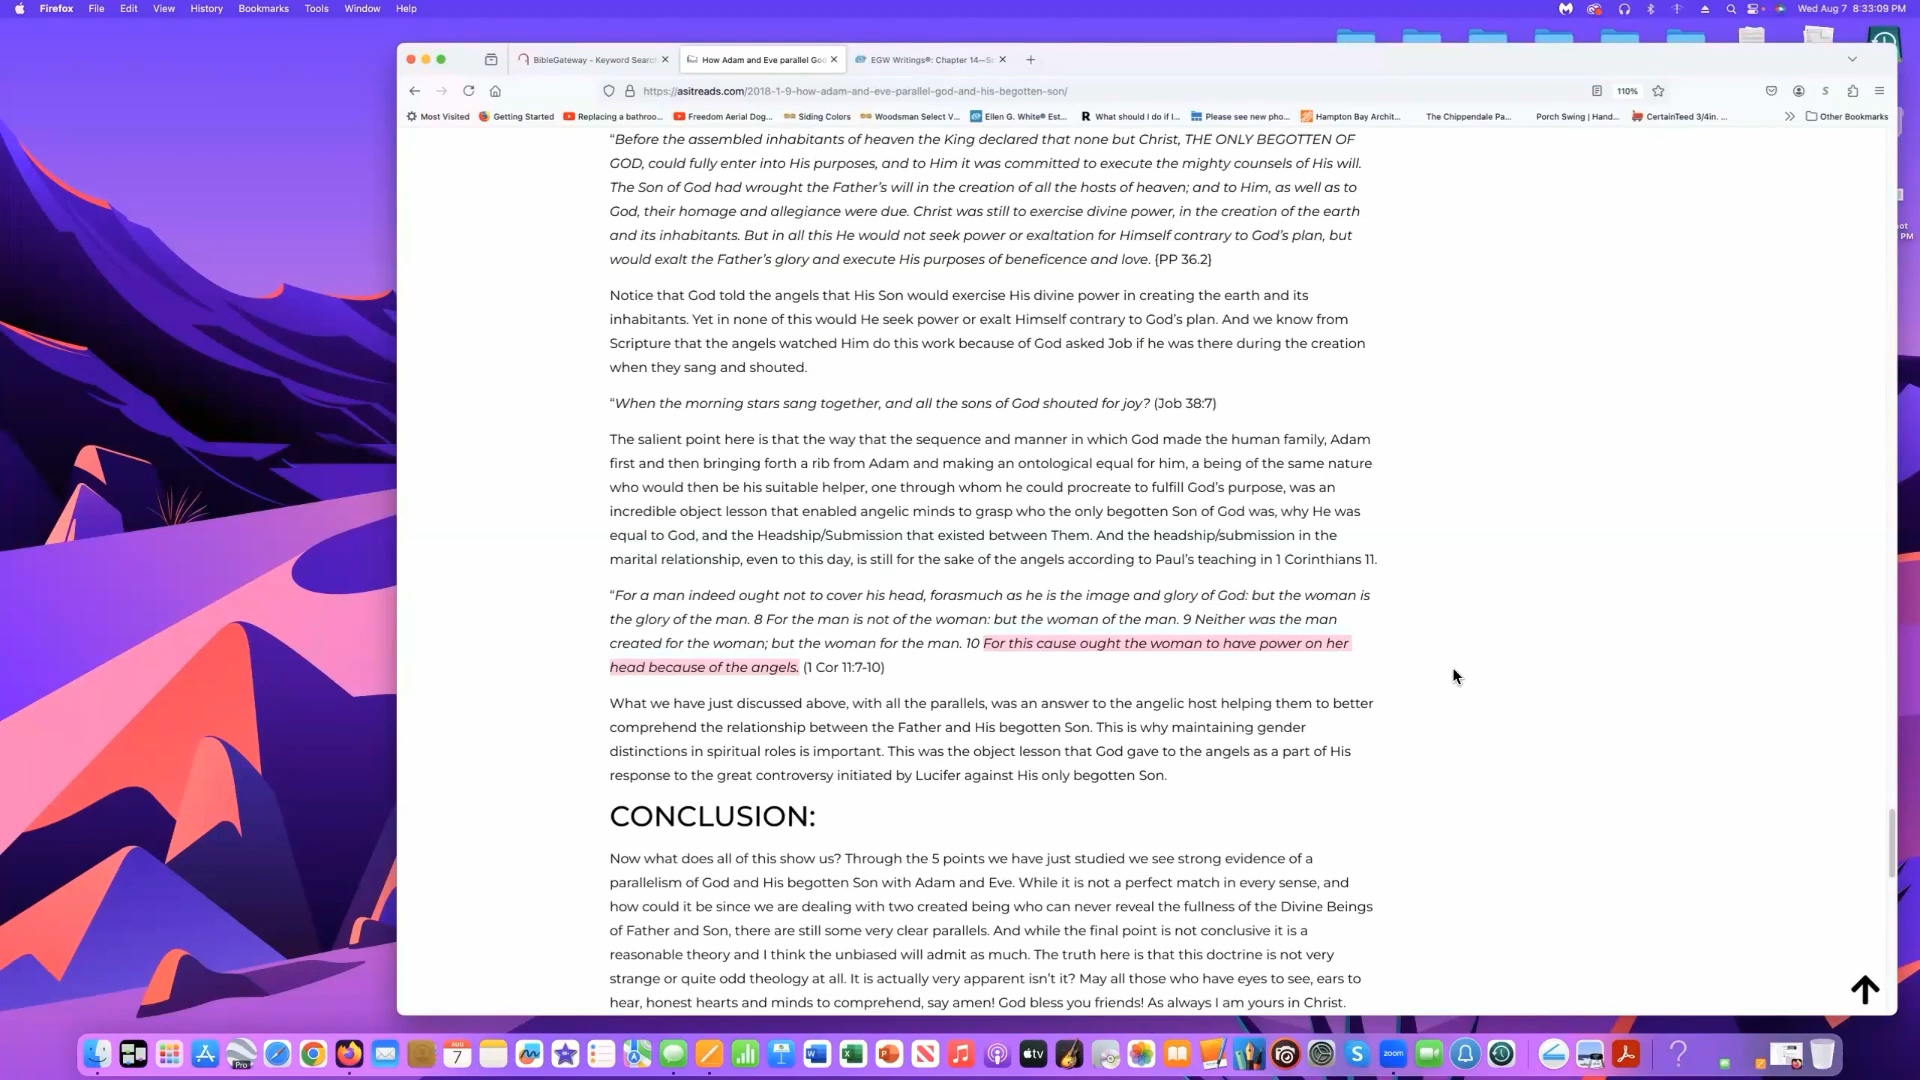 Firefox File Edit View History Bookmarks Tools Window Help
Wed Aug 7 8:33:09 PM
BibleGateway - Keyword Searc
How Adam and Eve parallel Go
EGW Writings®: Chapter 14—S
https://asitreads.com/2018-1-9-how-adam-and-eve-parallel-god-and-his-begotten-son/
110%
Most Visited Getting Started Replacing a bathroo... Freedom Aerial Dog... Siding Colors Woodsman Select V... Ellen G. White® Est... What should I do if I... Please see new pho... Hampton Bay Archit... The Chippendale Pa... Porch Swing | Hand... CertainTeed 3/4in. ... Other Bookmarks
“Before the assembled inhabitants of heaven the King declared that none but Christ, THE ONLY BEGOTTEN OF
GOD, could fully enter into His purposes, and to Him it was committed to execute the mighty counsels of His will.
The Son of God had wrought the Father’s will in the creation of all the hosts of heaven; and to Him, as well as to
God, their homage and allegiance were due. Christ was still to exercise divine power, in the creation of the earth
and its inhabitants. But in all this He would not seek power or exaltation for Himself contrary to God’s plan, but
would exalt the Father’s glory and execute His purposes of beneficence and love. {PP 36.2}
Notice that God told the angels that His Son would exercise His divine power in creating the earth and its
inhabitants. Yet in none of this would He seek power or exalt Himself contrary to God’s plan. And we know from
Scripture that the angels watched Him do this work because of God asked Job if he was there during the creation
when they sang and shouted.
“When the morning stars sang together, and all the sons of God shouted for joy? (Job 38:7)
The salient point here is that the way that the sequence and manner in which God made the human family, Adam
first and then bringing forth a rib from Adam and making an ontological equal for him, a being of the same nature
who would then be his suitable helper, one through whom he could procreate to fulfill God’s purpose, was an
incredible object lesson that enabled angelic minds to grasp who the only begotten Son of God was, why He was
equal to God, and the Headship/Submission that existed between Them. And the headship/submission in the
marital relationship, even to this day, is still for the sake of the angels according to Paul’s teaching in 1 Corinthians 11.
“For a man indeed ought not to cover his head, forasmuch as he is the image and glory of God: but the woman is
the glory of the man. 8 For the man is not of the woman: but the woman of the man. 9 Neither was the man
created for the woman; but the woman for the man. 10 For this cause ought the woman to have power on her
head because of the angels. (1 Cor 11:7-10)
What we have just discussed above, with all the parallels, was an answer to the angelic host helping them to better
comprehend the relationship between the Father and His begotten Son. This is why maintaining gender
distinctions in spiritual roles is important. This was the object lesson that God gave to the angels as a part of His
response to the great controversy initiated by Lucifer against His only begotten Son.
CONCLUSION:
Now what does all of this show us? Through the 5 points we have just studied we see strong evidence of a
parallelism of God and His begotten Son with Adam and Eve. While it is not a perfect match in every sense, and
how could it be since we are dealing with two created being who can never reveal the fullness of the Divine Beings
of Father and Son, there are still some very clear parallels. And while the final point is not conclusive it is a
reasonable theory and I think the unbiased will admit as much. The truth here is that this doctrine is not very
strange or quite odd theology at all. It is actually very apparent isn’t it? May all those who have eyes to see, ears to
hear, honest hearts and minds to comprehend, say amen! God bless you friends! As always I am yours in Christ.
PM
Pro
AUG
7
tv
zoom